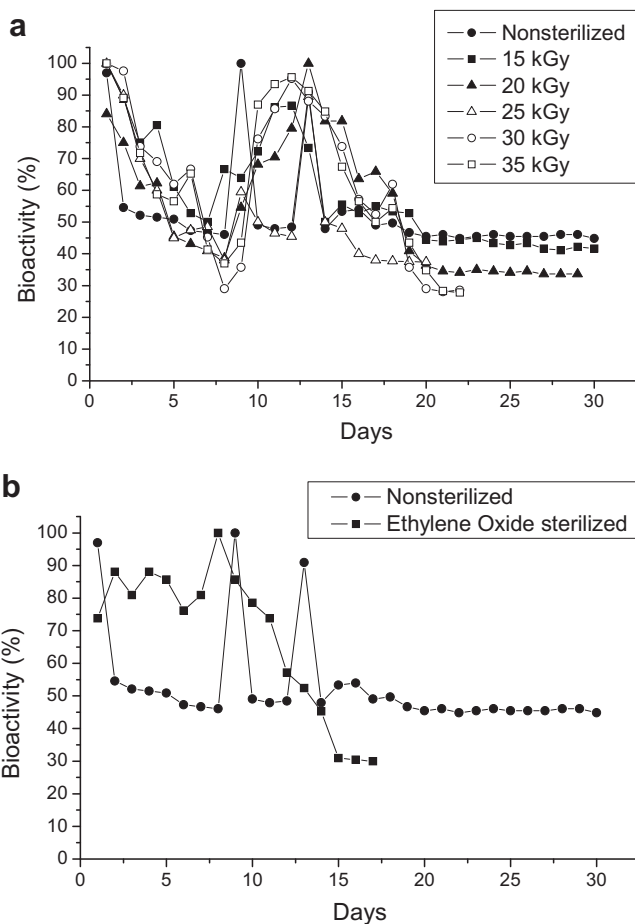 a
Nonsterilized
15 kGy
20 kGy
25 kGy
30 kGy
35 kGy
100
90
80
70
60
50
40
30
20
10
0
Bioactivity (%)
0 5 10 15 20 25 30
Days
b
Nonsterilized
Ethylene Oxide sterilized
100
90
80
70
60
50
40
30
20
10
0
Bioactivity (%)
0 5 10 15 20 25 30
Days